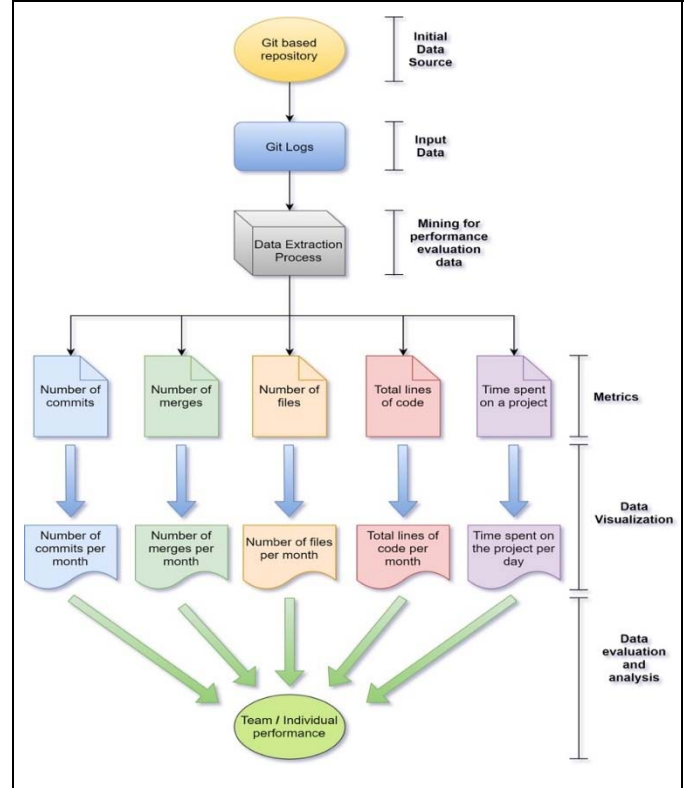 Git based
repository
Initial
Data
Source
Git Logs
Input
Data
Data Extraction
Process
Mining for
performance
evaluation
data
Number of
commits
Number of
merges
Number of
files
Total lines
of code
Time spent
on a project
Metrics
Number of
commits per
month
Number of
merges per
month
Number of files
per month
Total lines of
code per
month
Time spent on
the project per
day
Data
Visualization
Data
evaluation
and
analysis
Team / Individual
performance